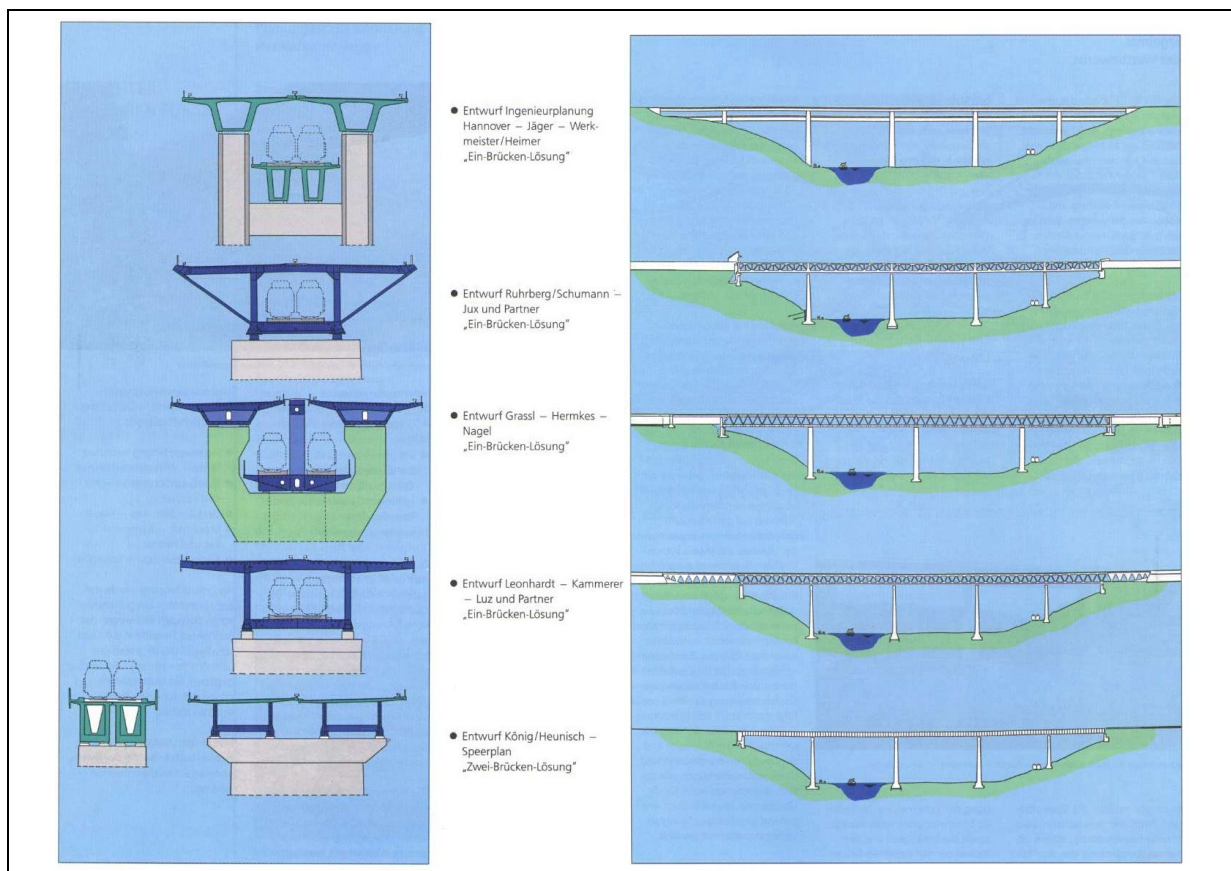 ● Entwurf Ingenieurplanung
Hannover – Jäger – Werk-
meister/Heimer
„Ein-Brücken-Lösung“
● Entwurf Ruhrberg/Schumann –
Jux und Partner
„Ein-Brücken-Lösung“
● Entwurf Grassl – Hermkes –
Nagel
„Ein-Brücken-Lösung“
● Entwurf Leonhardt – Kammerer
– Luz und Partner
„Ein-Brücken-Lösung“
● Entwurf König/Heunisch –
Speerplan
„Zwei-Brücken-Lösung“